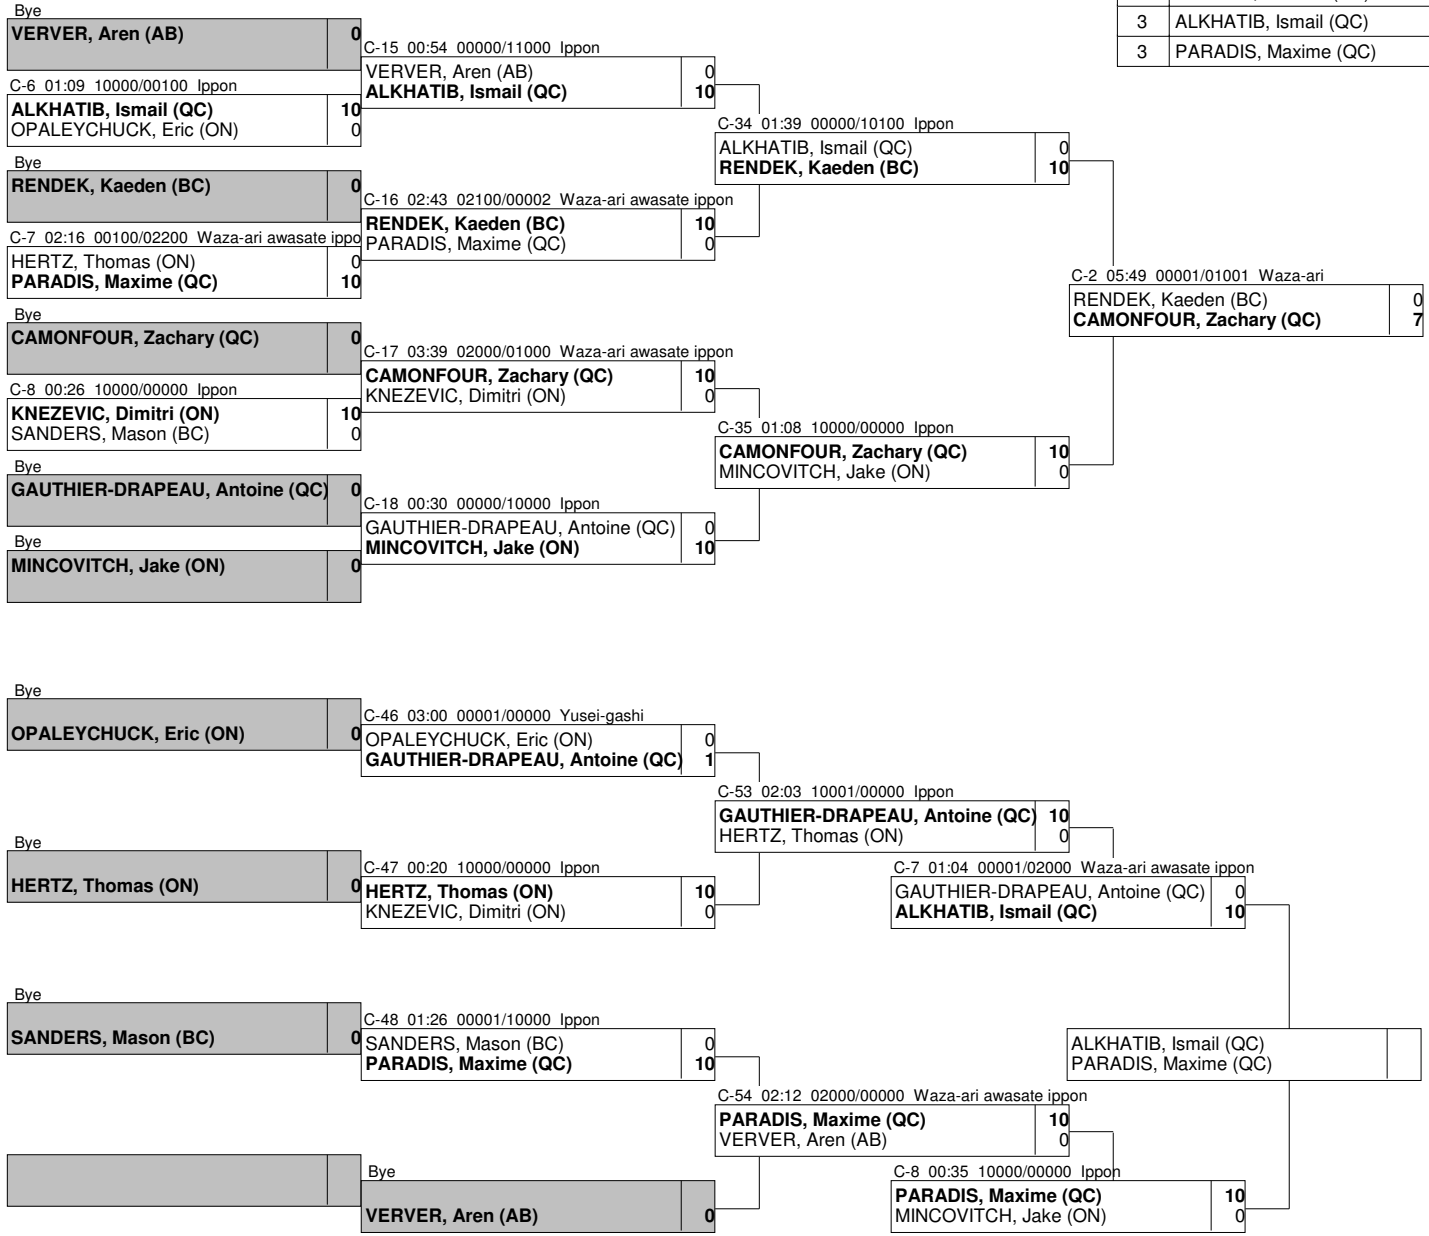 3 ALKHATIB, Ismail (QC)
3 PARADIS, Maxime (QC)
Bye
VERVER, Aren (AB) 0
C-6 01:09 10000/00100 Ippon
ALKHATIB, Ismail (QC) 10
OPALEYCHUCK, Eric (ON) 0
Bye
RENDEK, Kaeden (BC) 0
C-7 02:16 00100/02200 Waza-ari awasate ippo
HERTZ, Thomas (ON) 0
PARADIS, Maxime (QC) 10
Bye
CAMONFOUR, Zachary (QC) 0
C-8 00:26 10000/00000 Ippon
KNEZEVIC, Dimitri (ON) 10
SANDERS, Mason (BC) 0
Bye
GAUTHIER-DRAPEAU, Antoine (QC) 0
Bye
MINCOVITCH, Jake (ON) 0
C-15 00:54 00000/11000 Ippon
VERVER, Aren (AB) 0
ALKHATIB, Ismail (QC) 10
C-16 02:43 02100/00002 Waza-ari awasate ippon
RENDEK, Kaeden (BC) 10
PARADIS, Maxime (QC) 0
C-17 03:39 02000/01000 Waza-ari awasate ippon
CAMONFOUR, Zachary (QC) 10
KNEZEVIC, Dimitri (ON) 0
C-18 00:30 00000/10000 Ippon
GAUTHIER-DRAPEAU, Antoine (QC) 0
MINCOVITCH, Jake (ON) 10
C-34 01:39 00000/10100 Ippon
ALKHATIB, Ismail (QC) 0
RENDEK, Kaeden (BC) 10
C-35 01:08 10000/00000 Ippon
CAMONFOUR, Zachary (QC) 10
MINCOVITCH, Jake (ON) 0
C-2 05:49 00001/01001 Waza-ari
RENDEK, Kaeden (BC) 0
CAMONFOUR, Zachary (QC) 7
Bye
OPALEYCHUCK, Eric (ON) 0
Bye
HERTZ, Thomas (ON) 0
Bye
SANDERS, Mason (BC) 0
C-46 03:00 00001/00000 Yusei-gashi
OPALEYCHUCK, Eric (ON) 0
GAUTHIER-DRAPEAU, Antoine (QC) 1
C-47 00:20 10000/00000 Ippon
HERTZ, Thomas (ON) 10
KNEZEVIC, Dimitri (ON) 0
C-48 01:26 00001/10000 Ippon
SANDERS, Mason (BC) 0
PARADIS, Maxime (QC) 10
Bye
VERVER, Aren (AB) 0
C-53 02:03 10001/00000 Ippon
GAUTHIER-DRAPEAU, Antoine (QC) 10
HERTZ, Thomas (ON) 0
C-54 02:12 02000/00000 Waza-ari awasate ippon
PARADIS, Maxime (QC) 10
VERVER, Aren (AB) 0
C-7 01:04 00001/02000 Waza-ari awasate ippon
GAUTHIER-DRAPEAU, Antoine (QC) 0
ALKHATIB, Ismail (QC) 10
C-8 00:35 10000/00000 Ippon
PARADIS, Maxime (QC) 10
MINCOVITCH, Jake (ON) 0
ALKHATIB, Ismail (QC)
PARADIS, Maxime (QC)